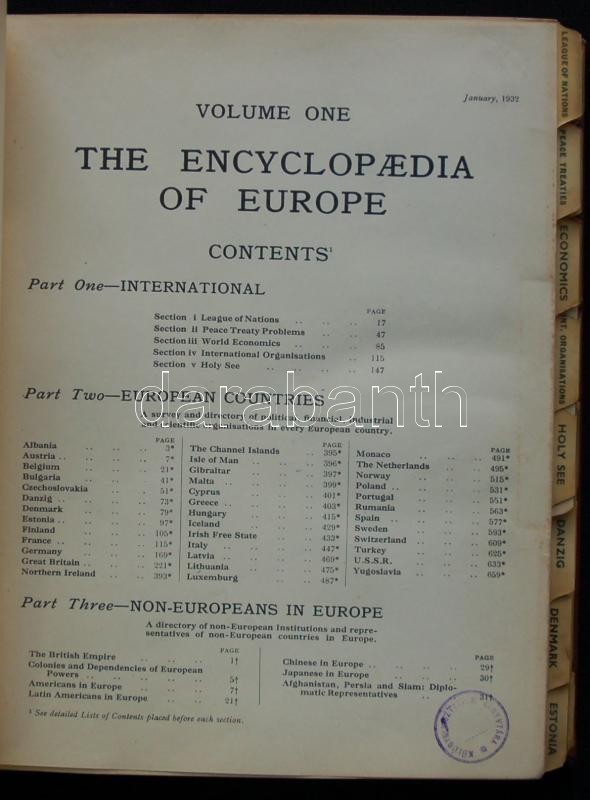 January, 1932
VOLUME ONE
THE ENCYCLOPÆDIA
OF EUROPE
CONTENTS¹
Part One—INTERNATIONAL
PAGE
Section i League of Nations .. .. .. 17
Section ii Peace Treaty Problems .. .. .. 47
Section iii World Economics .. .. .. 85
Section iv International Organisations .. .. 115
Section v Holy See .. .. .. .. 147
Part Two—EUROPEAN COUNTRIES
A survey and directory of political, financial, industrial
and scientific organisations in every European country.
PAGE
Albania .. .. .. 3*
Austria .. .. .. 7*
Belgium .. .. .. 21*
Bulgaria .. .. .. 41*
Czechoslovakia .. .. 51*
Danzig .. .. .. 73*
Denmark .. .. .. 79*
Estonia .. .. .. 97*
Finland .. .. .. 105*
France .. .. .. 115*
Germany .. .. .. 169*
Great Britain .. .. .. 221*
Northern Ireland .. .. 393*
PAGE
The Channel Islands .. 395*
Isle of Man .. .. .. 396*
Gibraltar .. .. .. 397*
Malta .. .. .. 399*
Cyprus .. .. .. 401*
Greece .. .. .. 403*
Hungary .. .. .. 415*
Iceland .. .. .. 429*
Irish Free State .. .. 433*
Italy .. .. .. 447*
Latvia .. .. .. 469*
Lithuania .. .. .. 475*
Luxemburg .. .. .. 487*
PAGE
Monaco .. .. .. 491*
The Netherlands .. .. 495*
Norway .. .. .. 515*
Poland .. .. .. 531*
Portugal .. .. .. 551*
Rumania .. .. .. 563*
Spain .. .. .. 577*
Sweden .. .. .. 593*
Switzerland .. .. .. 609*
Turkey .. .. .. 625*
U.S.S.R. .. .. .. 633*
Yugoslavia .. .. .. 659*
Part Three—NON-EUROPEANS IN EUROPE
A directory of non-European Institutions and repre-
sentatives of non-European countries in Europe.
PAGE
The British Empire .. .. .. 1†
Colonies and Dependencies of European
Powers .. .. .. .. 5†
Americans in Europe .. .. .. 7†
Latin Americans in Europe .. .. 21†
PAGE
Chinese in Europe .. .. .. .. 29†
Japanese in Europe .. .. .. 30†
Afghanistan, Persia and Siam: Diplo-
matic Representatives .. .. 31†
¹ See detailed Lists of Contents placed before each section.
LEAGUE OF NATIONS
PEACE TREATIES
ECONOMICS
INT. ORGANISATIONS
HOLY SEE
DANZIG
DENMARK
ESTONIA
darabanth